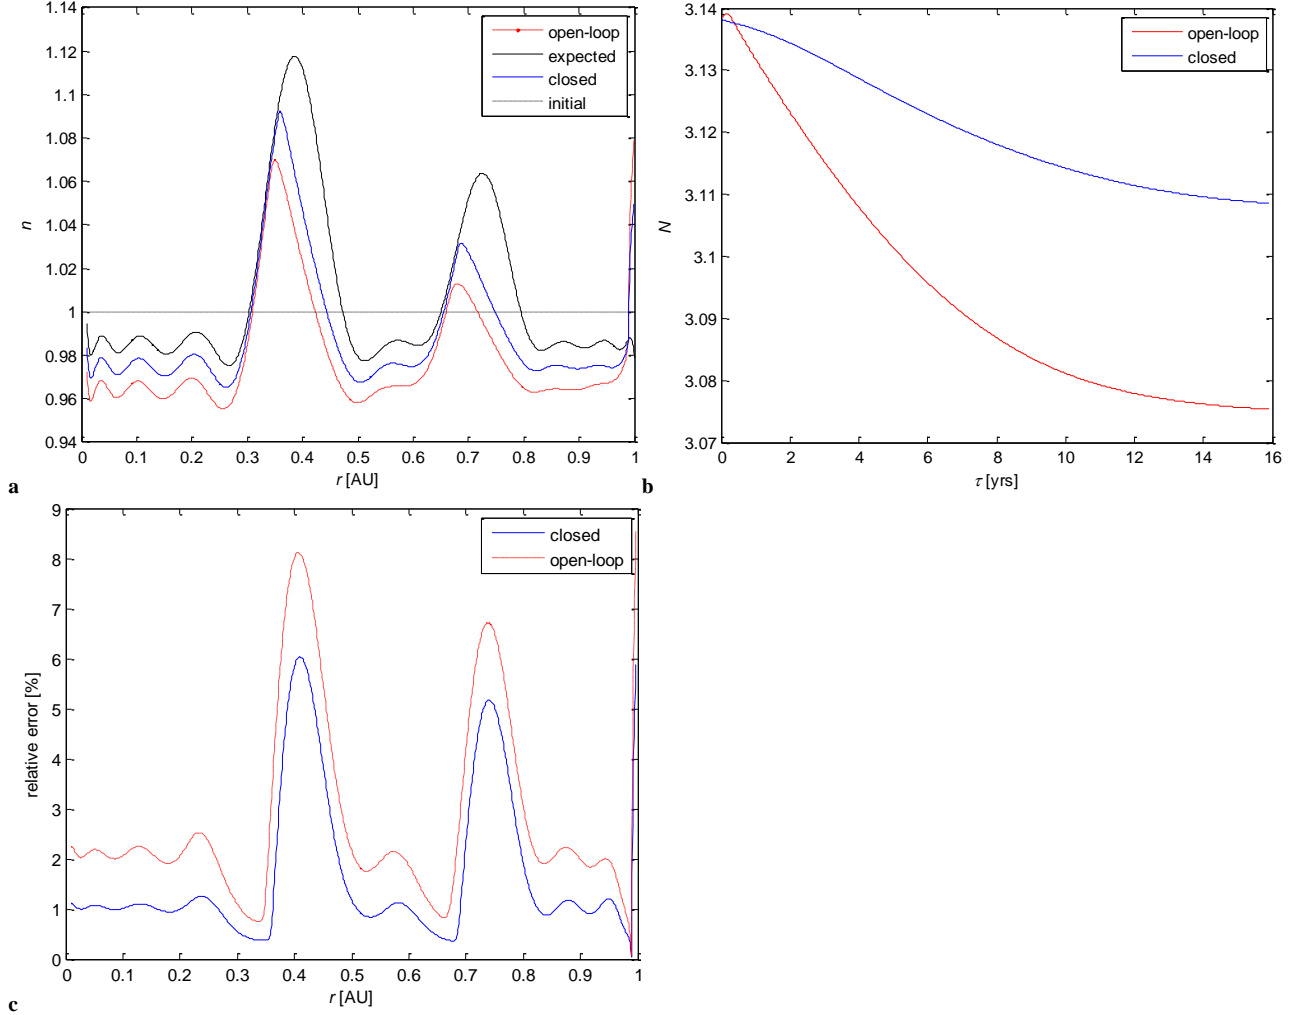 1.14
1.12
1.1
1.08
1.06
1.04
1.02
1
0.98
0.96
0.94
n
open-loop
expected
closed
initial
0 0.1 0.2 0.3 0.4 0.5 0.6 0.7 0.8 0.9 1
r [AU]
a
3.14
3.13
3.12
3.11
3.1
3.09
3.08
3.07
N
open-loop
closed
0 2 4 6 8 10 12 14 16
τ [yrs]
b
9
8
7
6
5
4
3
2
1
0
relative error [%]
closed
open-loop
0 0.1 0.2 0.3 0.4 0.5 0.6 0.7 0.8 0.9 1
r [AU]
c